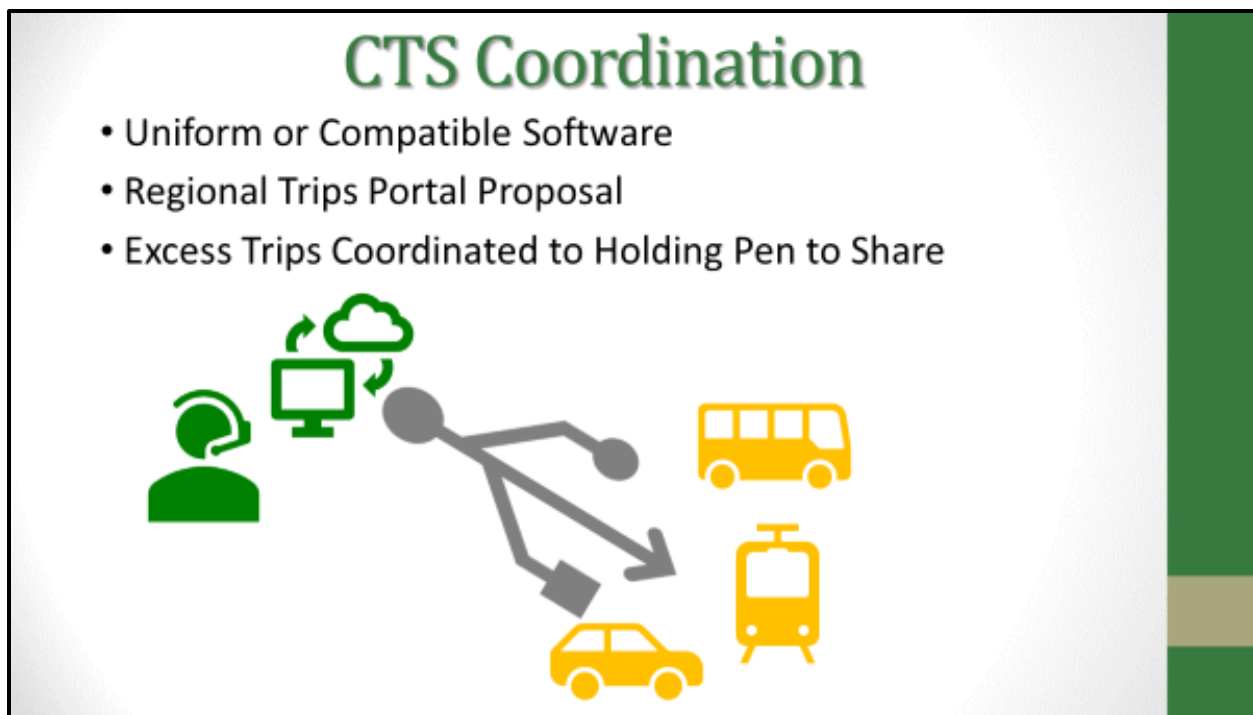 CTS Coordination
• Uniform or Compatible Software
• Regional Trips Portal Proposal
• Excess Trips Coordinated to Holding Pen to Share